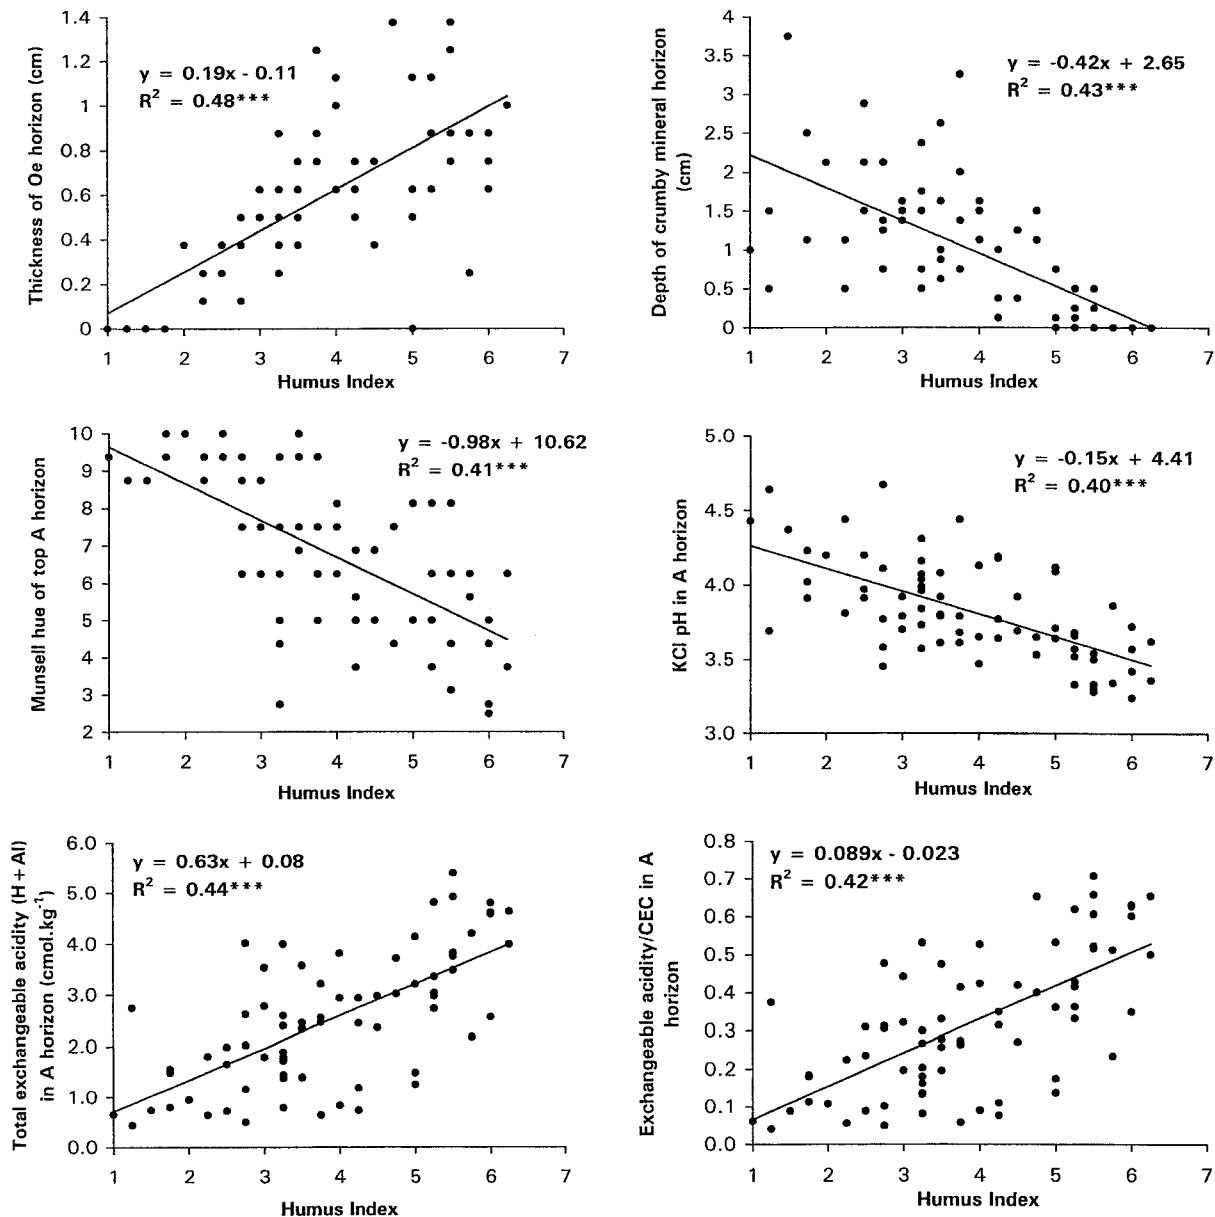 Thickness of Oe horizon (cm)
1.4
1.2
1
0.8
0.6
0.4
0.2
0
y = 0.19x - 0.11
R² = 0.48***
1 2 3 4 5 6 7
Humus Index
Depth of crumby mineral horizon
(cm)
4
3.5
3
2.5
2
1.5
1
0.5
0
y = -0.42x + 2.65
R² = 0.43***
1 2 3 4 5 6 7
Humus Index
Munsell hue of top A horizon
10
9
8
7
6
5
4
3
2
y = -0.98x + 10.62
R² = 0.41***
1 2 3 4 5 6 7
Humus Index
KCl pH in A horizon
5.0
4.5
4.0
3.5
3.0
y = -0.15x + 4.41
R² = 0.40***
1 2 3 4 5 6 7
Humus Index
Total exchangeable acidity (H+Al)
in A horizon (cmol.kg⁻¹)
6.0
5.0
4.0
3.0
2.0
1.0
0.0
y = 0.63x + 0.08
R² = 0.44***
1 2 3 4 5 6 7
Humus Index
Exchangeable acidity/CEC in A
horizon
0.8
0.7
0.6
0.5
0.4
0.3
0.2
0.1
0.0
y = 0.089x - 0.023
R² = 0.42***
1 2 3 4 5 6 7
Humus Index